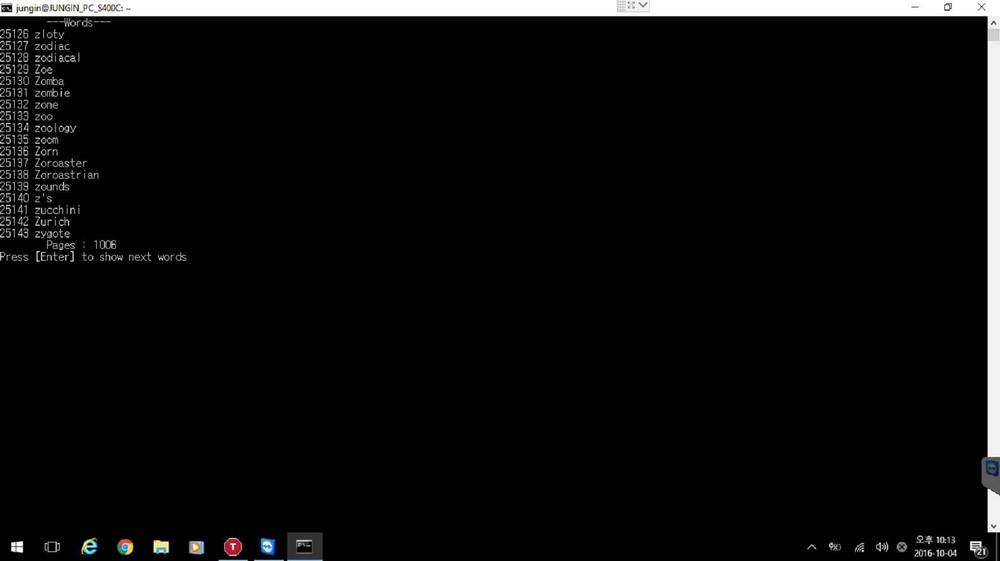 jungin@JUNGIN_PC_S400C: ~
---Words---
25126 zloty
25127 zodiac
25128 zodiacal
25129 Zoe
25130 Zomba
25131 zombie
25132 zone
25133 zoo
25134 zoology
25135 zoom
25136 Zorn
25137 Zoroaster
25138 Zoroastrian
25139 zounds
25140 z's
25141 zucchini
25142 Zurich
25143 zygote
Pages : 1006
Press [Enter] to show next words
T
오후 10:13
2016-10-04
21